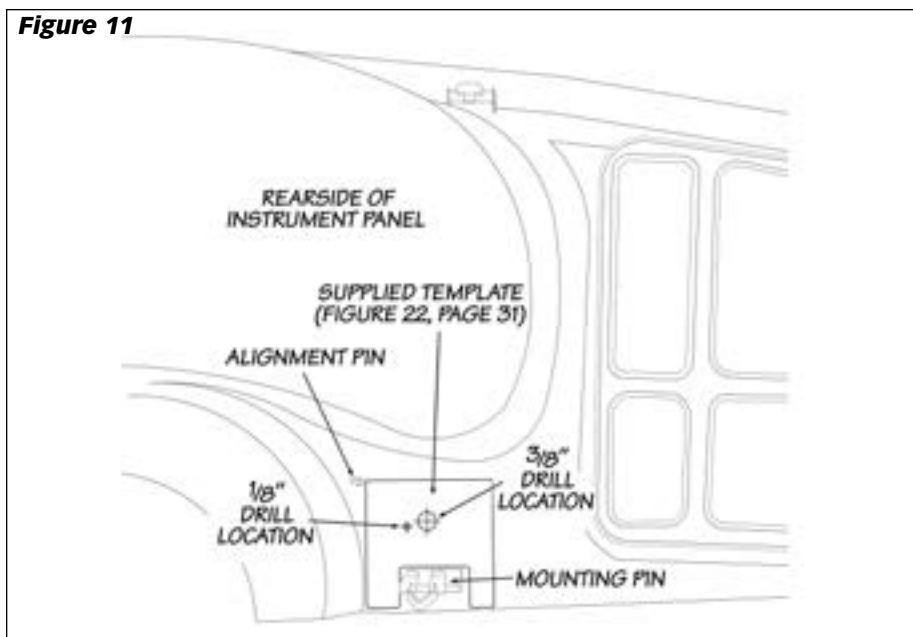 Figure 11
REARSIDE OF
INSTRUMENT PANEL
SUPPLIED TEMPLATE
(FIGURE 22, PAGE 31)
ALIGNMENT PIN
1/8"
DRILL
LOCATION
3/8"
DRILL
LOCATION
MOUNTING PIN